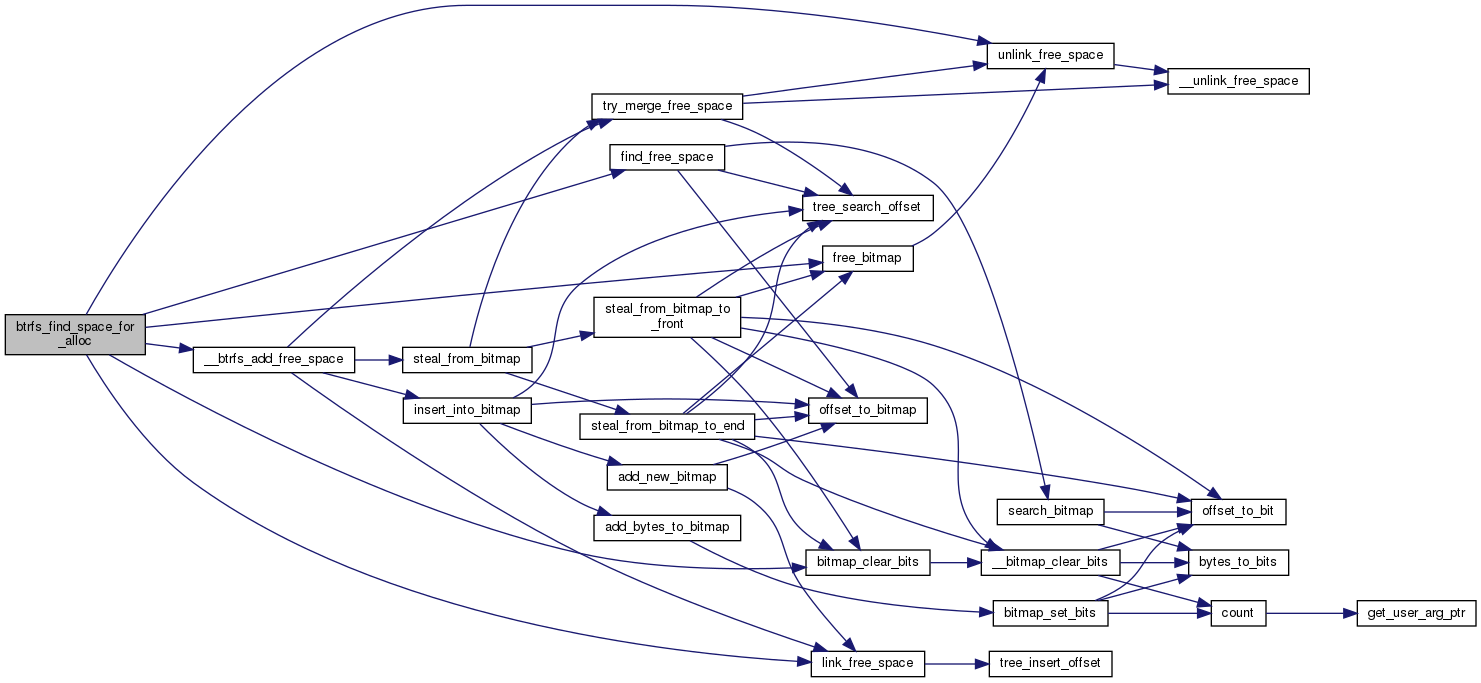 unlink_free_space
__unlink_free_space
try_merge_free_space
find_free_space
tree_search_offset
free_bitmap
steal_from_bitmap_to
_front
btrfs_find_space_for
_alloc
__btrfs_add_free_space
steal_from_bitmap
insert_into_bitmap
offset_to_bitmap
steal_from_bitmap_to_end
add_new_bitmap
search_bitmap
offset_to_bit
add_bytes_to_bitmap
bitmap_clear_bits
__bitmap_clear_bits
bytes_to_bits
bitmap_set_bits
count
get_user_arg_ptr
link_free_space
tree_insert_offset